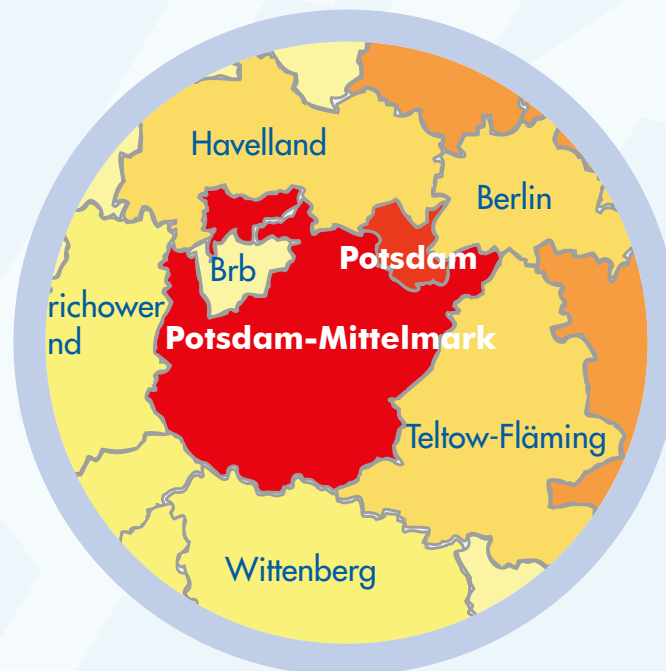 Havelland
Berlin
Potsdam
Brb
richower
nd
Potsdam-Mittelmark
Teltow-Fläming
Wittenberg